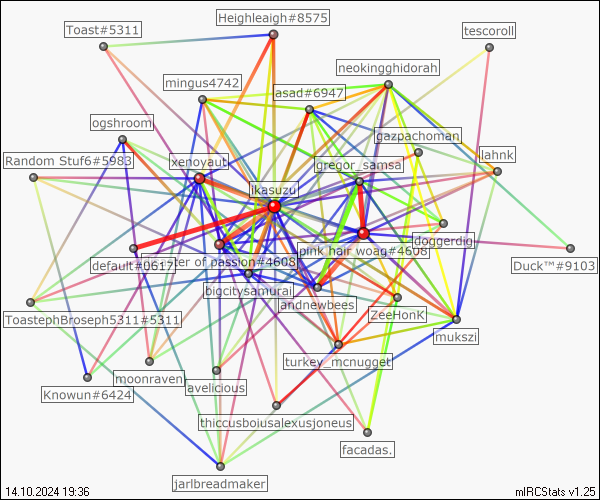 Heighleaigh#8575
Toast#5311
tescoroll
neokingghidorah
mingus4742
asad#6947
ogshroom
gazpachoman
Random Stuf6#5983
xenoyaut
gregor_samsa
lahnk
ikasuzu
doggerdig
pink hair woag#4608
default#0617
ster of passion#4608
Duck™#9103
bigcitysamurai
andnewbees
ToastephBroseph5311#5311
ZeeHonK
mukszi
turkey_mcnugget
moonraven
avelicious
Knowun#6424
thiccusboiusalexusjoneus
facadas.
jarlbreadmaker
14.10.2024 19:36
mIRCStats v1.25